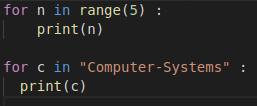 for n in range(5) :
    print(n)

for c in "Computer-Systems" :
  print(c)